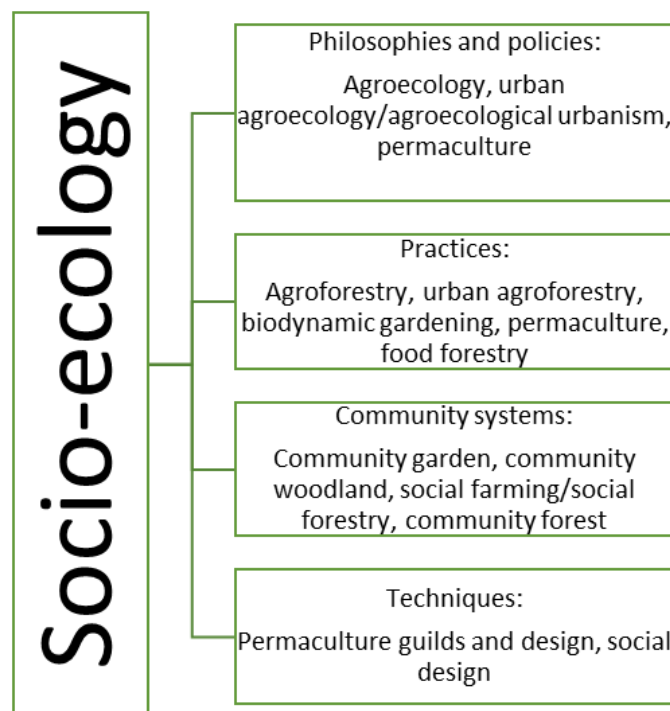 Socio-ecology
Philosophies and policies:
Agroecology, urban
agroecology/agroecological urbanism,
permaculture
Practices:
Agroforestry, urban agroforestry,
biodynamic gardening, permaculture,
food forestry
Community systems:
Community garden, community
woodland, social farming/social
forestry, community forest
Techniques:
Permaculture guilds and design, social
design